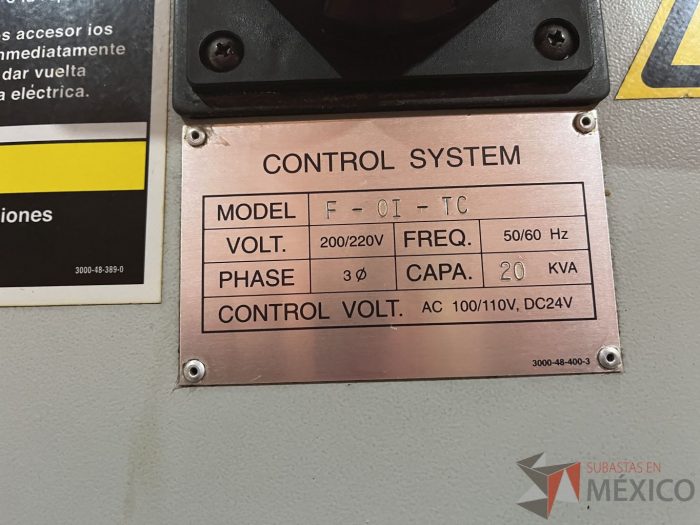 os accesor ios
nmediatamente
dar vuelta
a eléctrica.
iones
3000-48-389-0
CONTROL SYSTEM
MODEL F - 0I - TC
VOLT. 200/220V FREQ. 50/60 Hz
PHASE 3 Ø CAPA. 20 KVA
CONTROL VOLT. AC 100/110V, DC24V
3000-48-400-3
SUBASTAS EN
MÉXICO